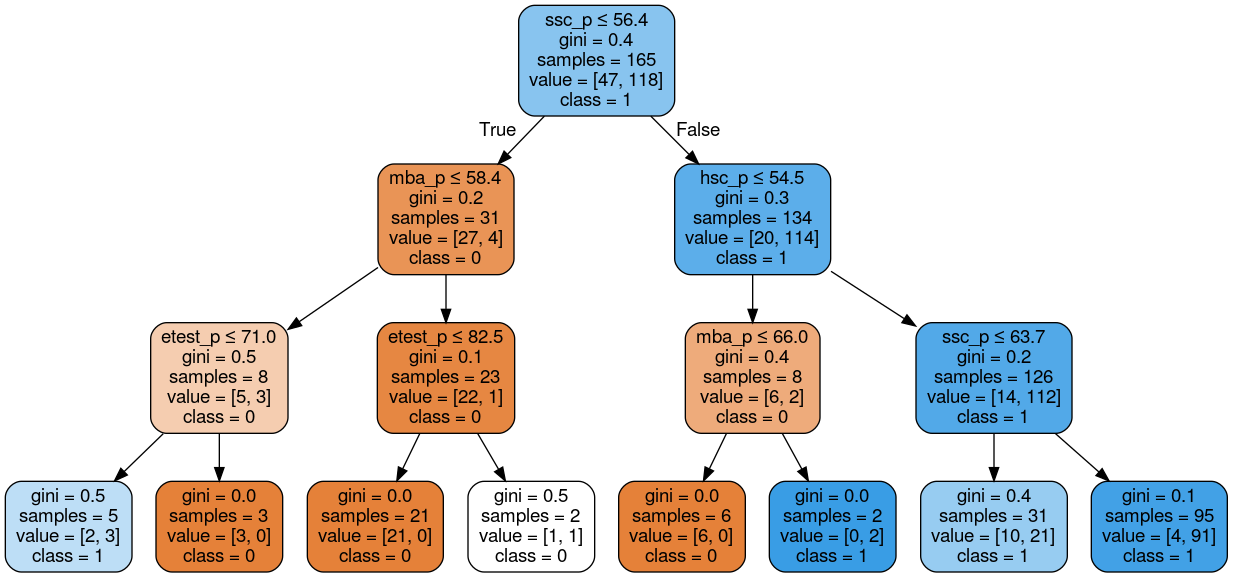 ssc_p ≤ 56.4
gini = 0.4
samples = 165
value = [47, 118]
class = 1
True
False
mba_p ≤ 58.4
gini = 0.2
samples = 31
value = [27, 4]
class = 0
hsc_p ≤ 54.5
gini = 0.3
samples = 134
value = [20, 114]
class = 1
etest_p ≤ 71.0
gini = 0.5
samples = 8
value = [5, 3]
class = 0
etest_p ≤ 82.5
gini = 0.1
samples = 23
value = [22, 1]
class = 0
mba_p ≤ 66.0
gini = 0.4
samples = 8
value = [6, 2]
class = 0
ssc_p ≤ 63.7
gini = 0.2
samples = 126
value = [14, 112]
class = 1
gini = 0.5
samples = 5
value = [2, 3]
class = 1
gini = 0.0
samples = 3
value = [3, 0]
class = 0
gini = 0.0
samples = 21
value = [21, 0]
class = 0
gini = 0.5
samples = 2
value = [1, 1]
class = 0
gini = 0.0
samples = 6
value = [6, 0]
class = 0
gini = 0.0
samples = 2
value = [0, 2]
class = 1
gini = 0.4
samples = 31
value = [10, 21]
class = 1
gini = 0.1
samples = 95
value = [4, 91]
class = 1